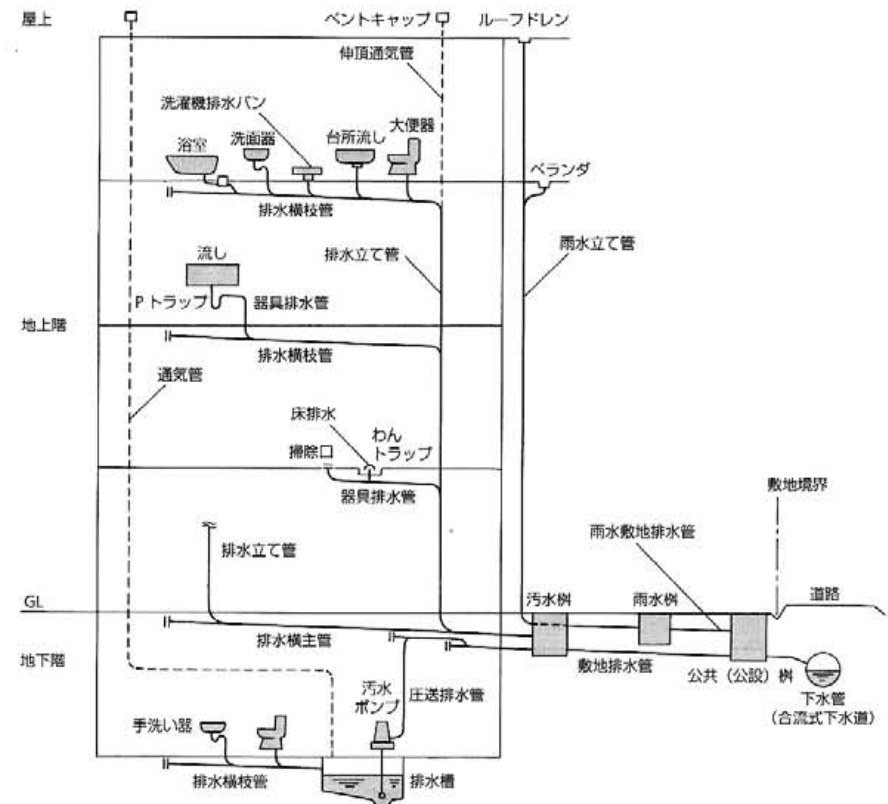 屋上
ベントキャップ
ルーフドレン
伸頂通気管
洗濯機排水パン
大便器
浴室
洗面器
台所流し
ベランダ
排水横枝管
排水立て管
雨水立て管
流し
Pトラップ
器具排水管
地上階
排水横枝管
通気管
床排水
わん
トラップ
掃除口
器具排水管
敷地境界
排水立て管
雨水敷地排水管
GL
汚水桝
雨水桝
道路
排水横主管
地下階
敷地排水管
公共(公設)桝
下水管
(合流式下水道)
汚水
ポンプ
圧送排水管
手洗い器
排水横枝管
排水槽